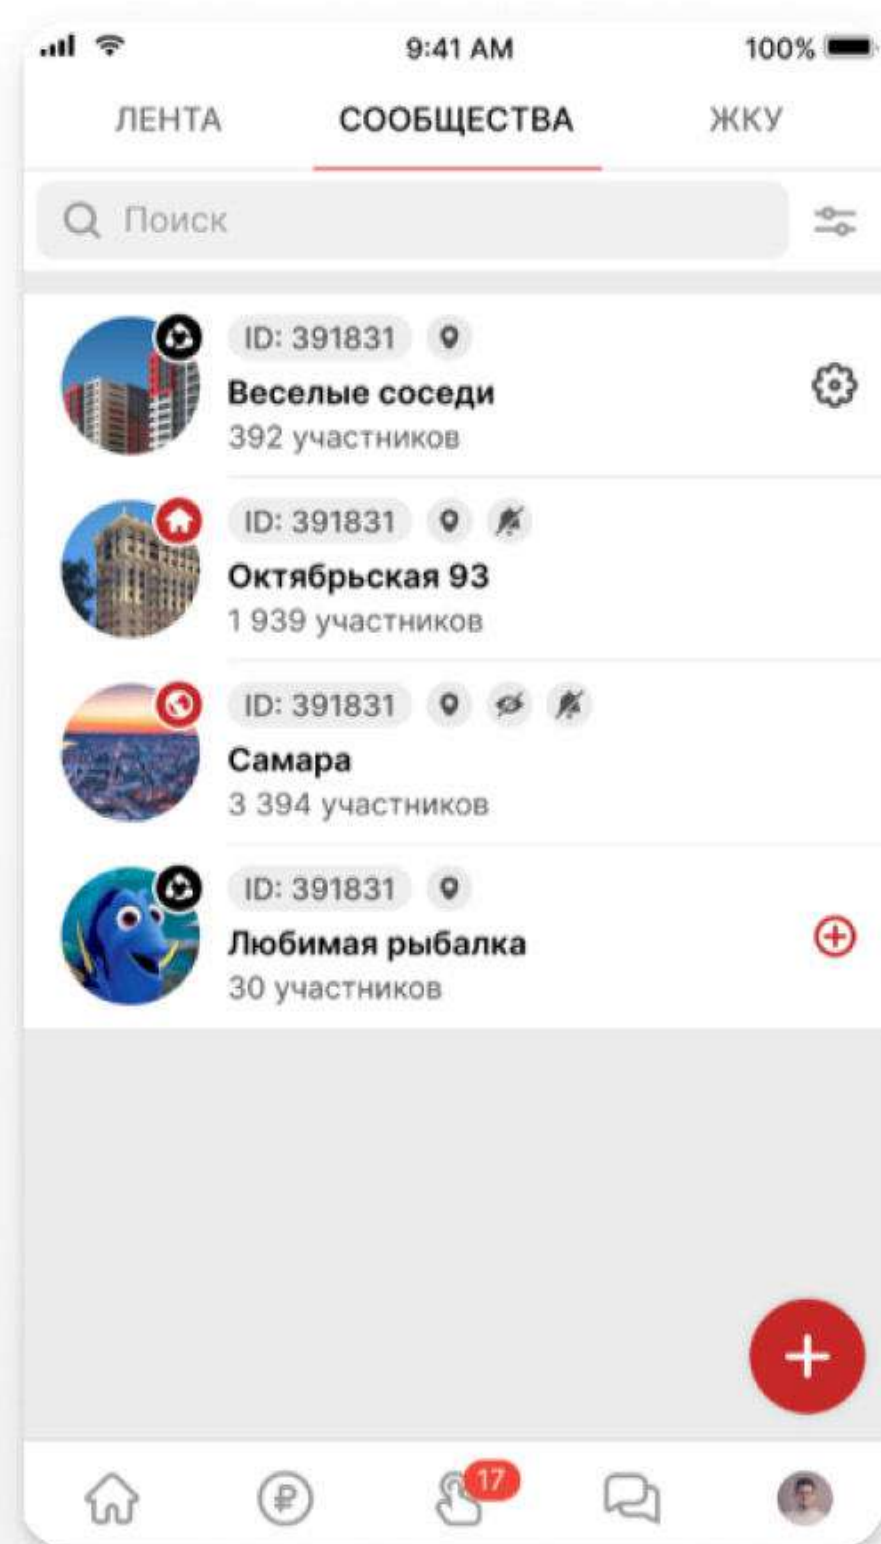 9:41 AM 100%
ЛЕНТА СООБЩЕСТВА ЖКУ
Поиск
ID: 391831
Веселые соседи
392 участников
ID: 391831
Октябрьская 93
1 939 участников
ID: 391831
Самара
3 394 участников
ID: 391831
Любимая рыбалка
30 участников
17